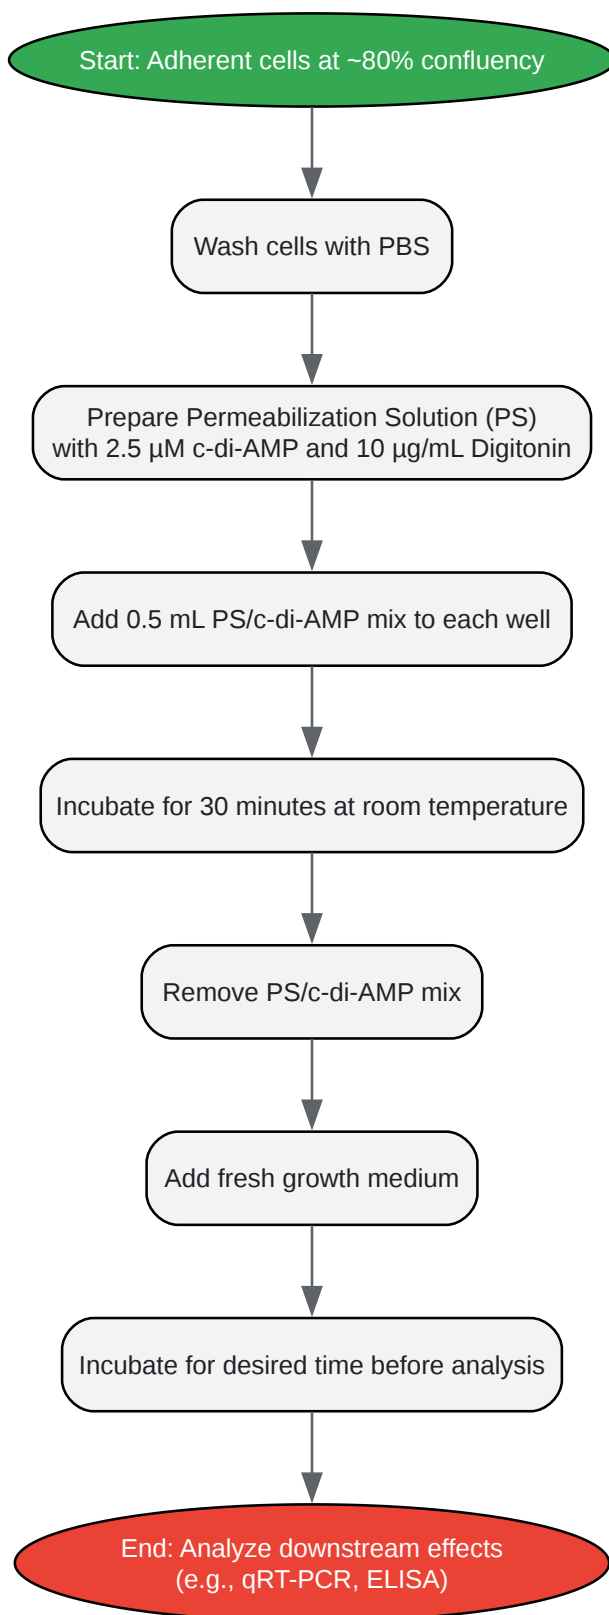 Start: Adherent cells at ~80% confluency
Wash cells with PBS
Prepare Permeabilization Solution (PS)
with 2.5 µM c-di-AMP and 10 µg/mL Digitonin
Add 0.5 mL PS/c-di-AMP mix to each well
Incubate for 30 minutes at room temperature
Remove PS/c-di-AMP mix
Add fresh growth medium
Incubate for desired time before analysis
End: Analyze downstream effects
(e.g., qRT-PCR, ELISA)